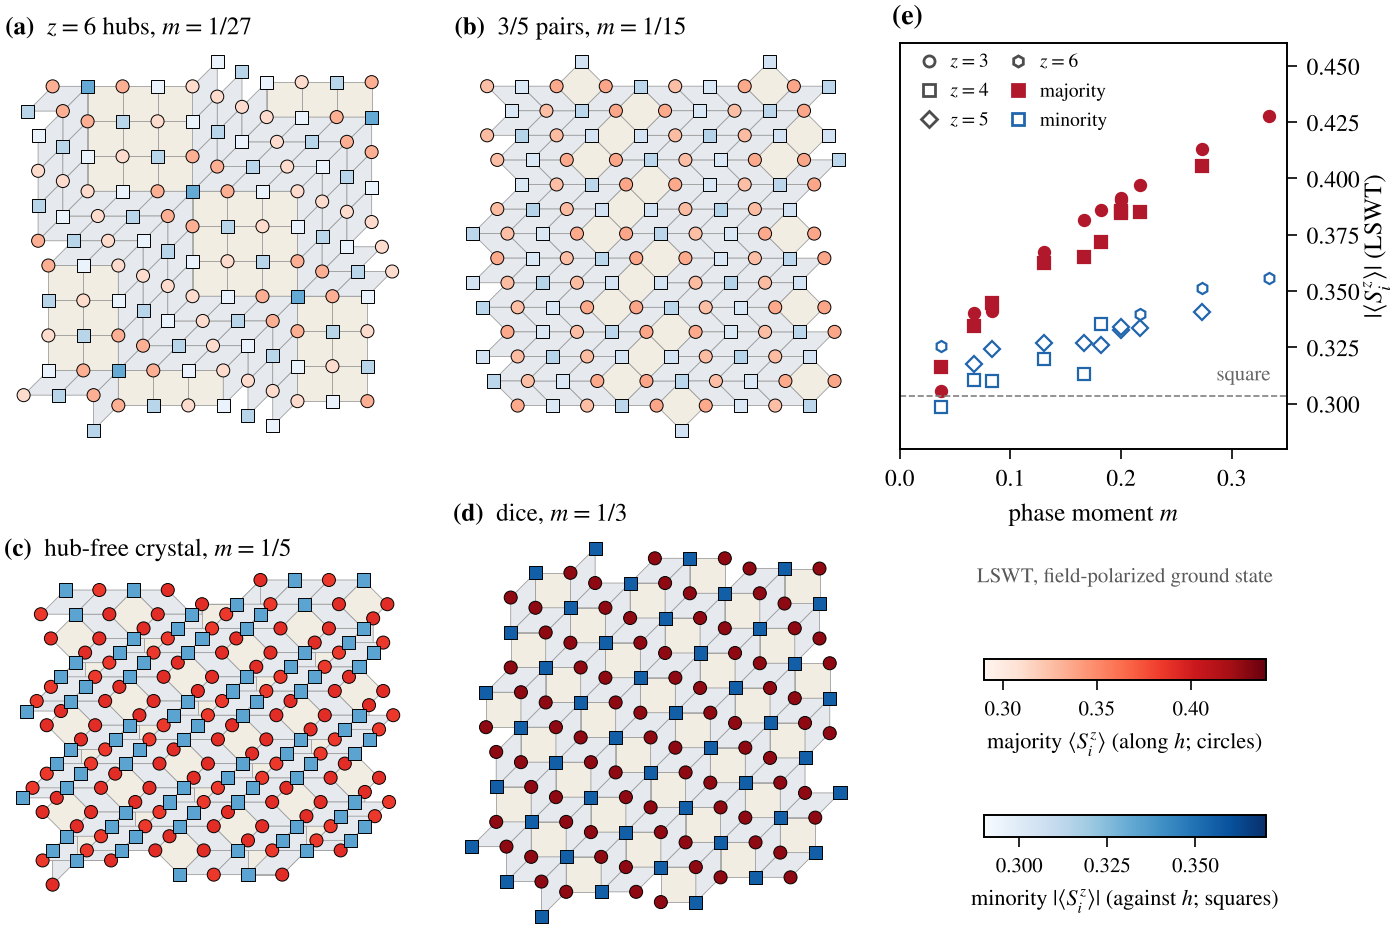 (a) z = 6 hubs, m = 1/27
(b) 3/5 pairs, m = 1/15
(e)
z = 3
z = 6
z = 4
majority
z = 5
minority
square
0.450
0.425
0.400
0.375
0.350
0.325
0.300
|⟨S_i^z⟩| (LSWT)
0.0
0.1
0.2
0.3
phase moment m
(c) hub-free crystal, m = 1/5
(d) dice, m = 1/3
LSWT, field-polarized ground state
0.30
0.35
0.40
majority ⟨S_i^z⟩ (along h; circles)
0.300
0.325
0.350
minority |⟨S_i^z⟩| (against h; squares)